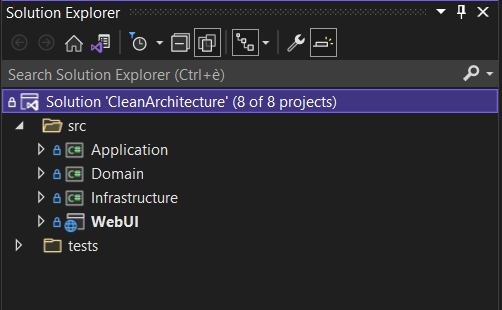 Solution Explorer
Search Solution Explorer (Ctrl+è)
Solution 'CleanArchitecture' (8 of 8 projects)
src
C# Application
C# Domain
C# Infrastructure
WebUI
tests